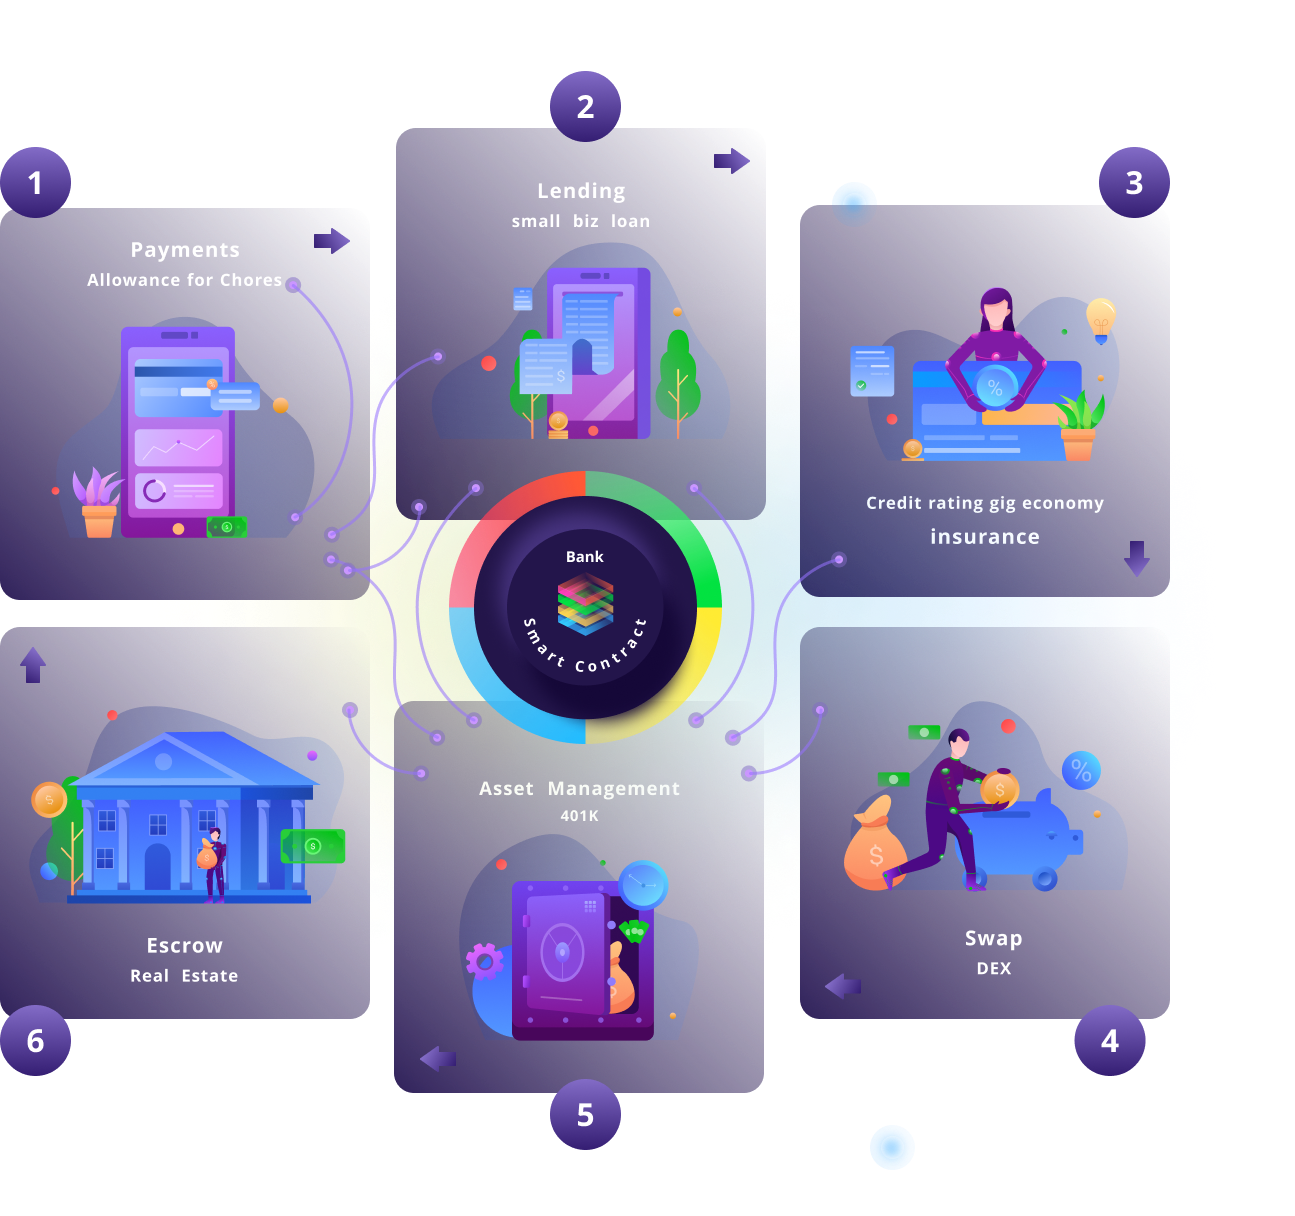 1
Payments
Allowance for Chores
2
Lending
small biz loan
$
3
%
Credit rating gig economy
insurance
Bank
Smart Contract
%
$
$
Swap
DEX
4
Asset Management
401K
$
5
$
$
$
Escrow
Real Estate
6